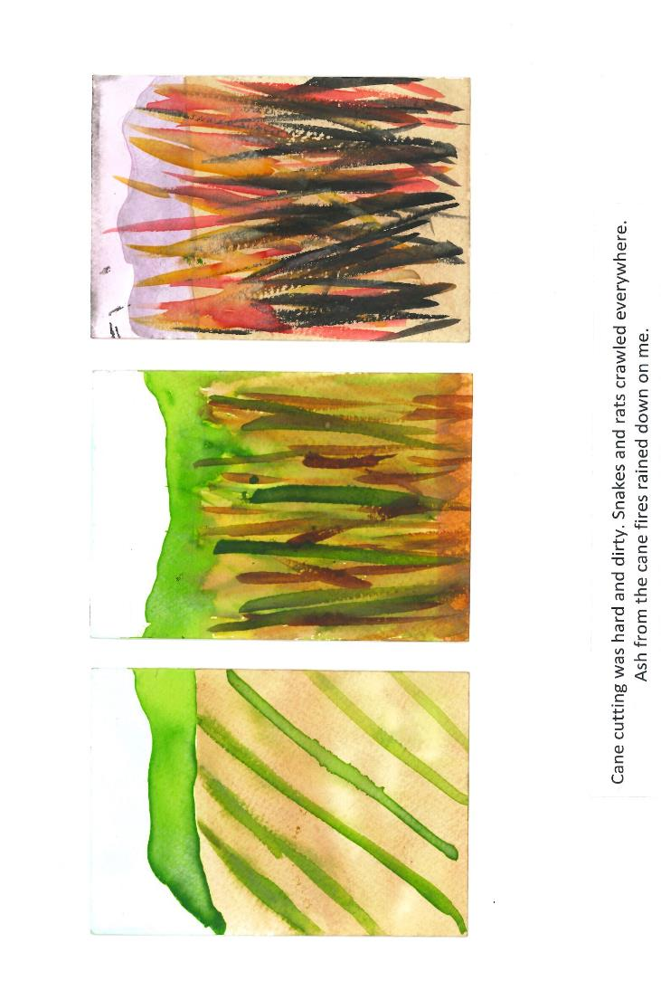 Cane cutting was hard and dirty. Snakes and rats crawled everywhere.
Ash from the cane fires rained down on me.